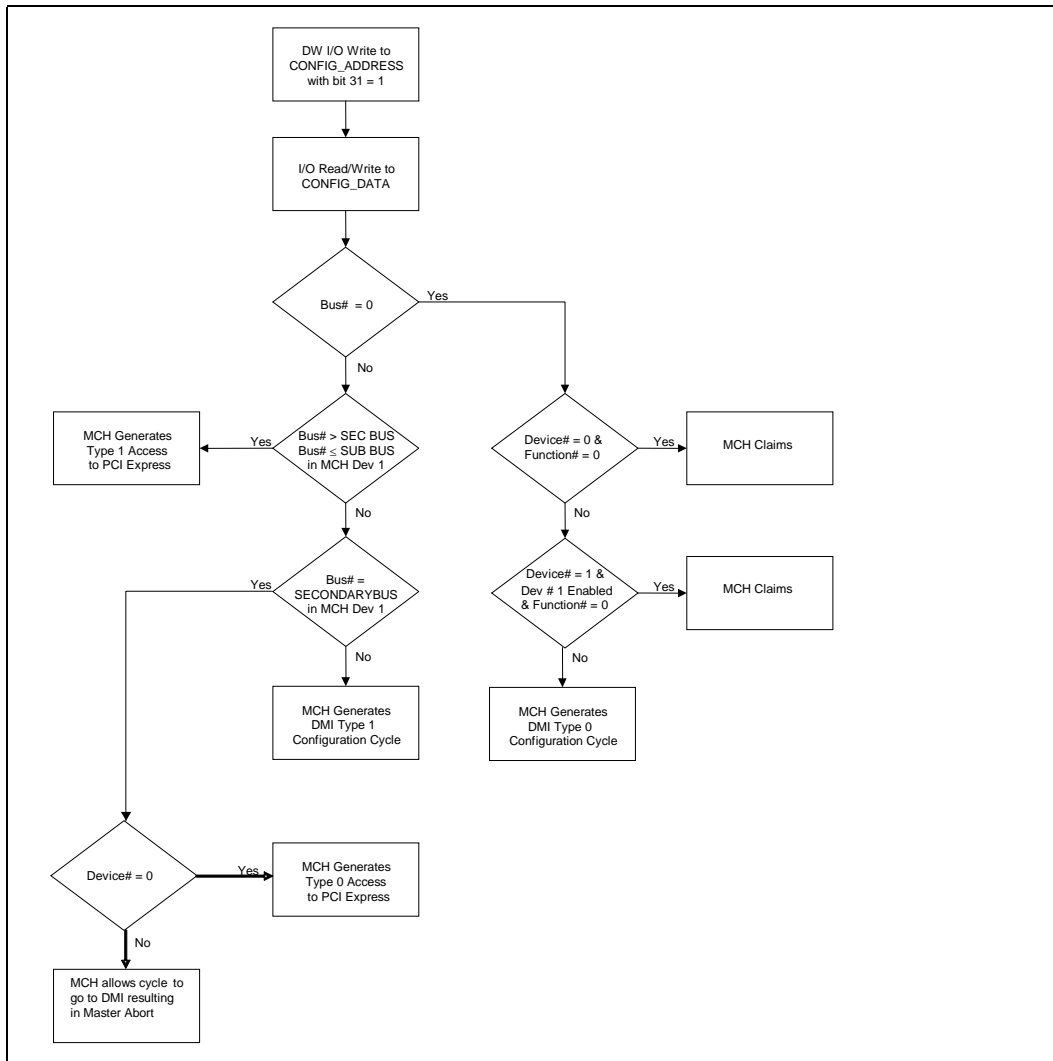 DW I/O Write to
CONFIG_ADDRESS
with bit 31 = 1
I/O Read/Write to
CONFIG_DATA
Bus# = 0
Yes
No
Bus# > SEC BUS
Bus# ≤ SUB BUS
in MCH Dev 1
Yes
MCH Generates
Type 1 Access
to PCI Express
No
Device# = 0 &
Function# = 0
Yes
MCH Claims
No
Bus# =
SECONDARYBUS
in MCH Dev 1
Yes
No
Device# = 1 &
Dev # 1 Enabled
& Function# = 0
Yes
MCH Claims
No
MCH Generates
DMI Type 1
Configuration Cycle
MCH Generates
DMI Type 0
Configuration Cycle
Device# = 0
Yes
MCH Generates
Type 0 Access
to PCI Express
No
MCH allows cycle to
go to DMI resulting
in Master Abort